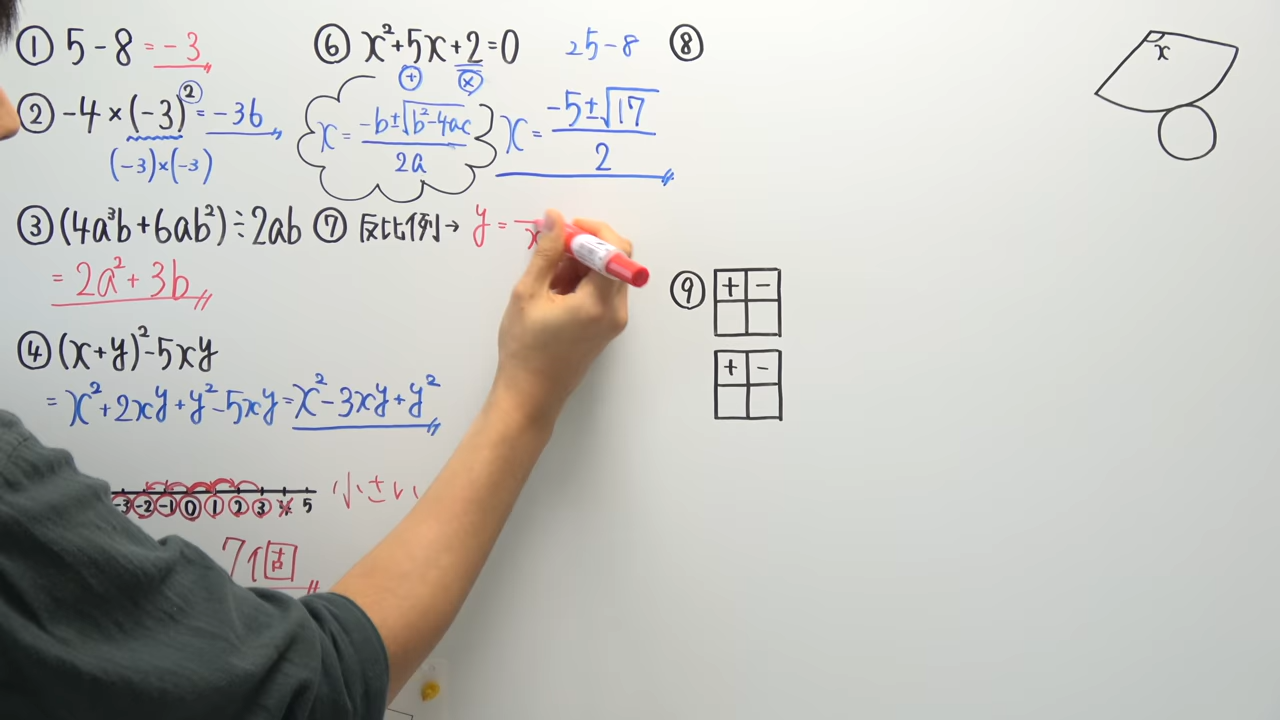 ① 5-8 = -3
② -4×(-3)² = -36
(-3)×(-3)
③ (4a³b+6ab²)÷2ab
= 2a²+3b
④ (x+y)²-5xy
= x²+2xy+y²-5xy = x²-3xy+y²
-3 -2 -1 0 1 2 3 4 5
小さい
7個
⑥ x²+5x+2=0
25-8
+ ×
x = (-b±√(b²-4ac))/2a
x = (-5±√17)/2
⑦ 反比例→ y = /x
⑧
x
⑨
+ -
+ -